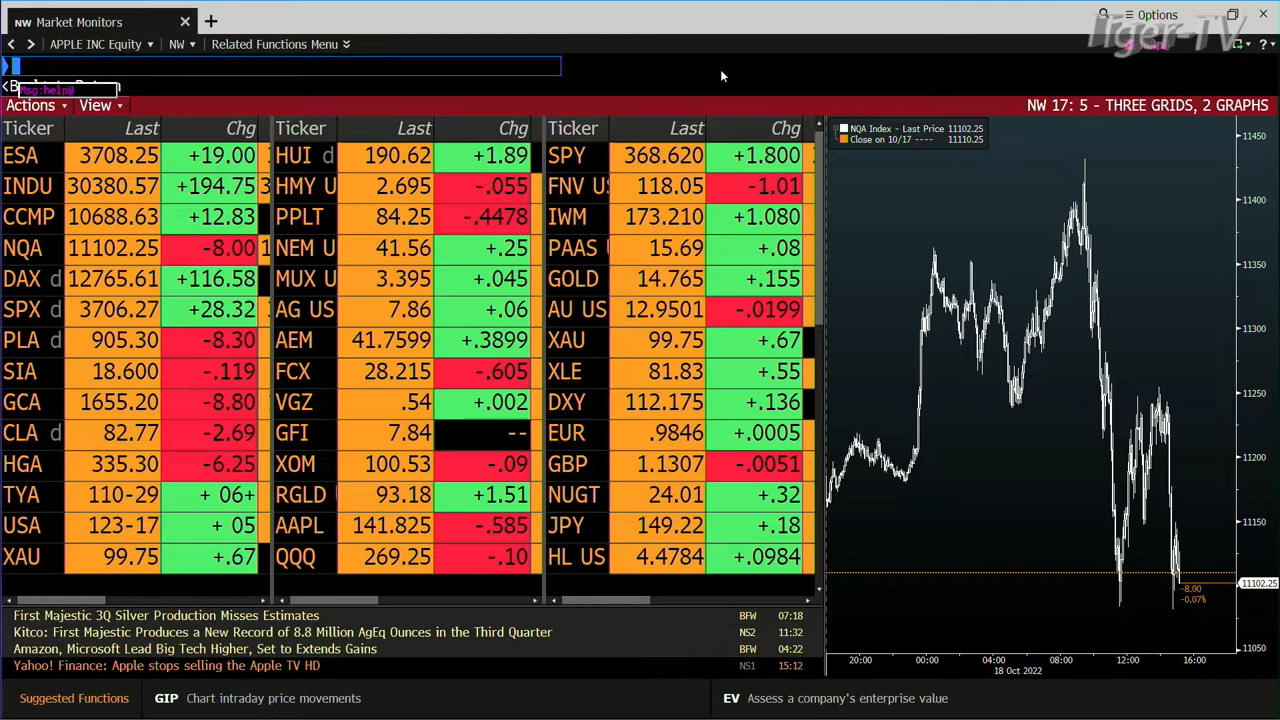 NW Market Monitors × +
Options
Tiger-TV
< > APPLE INC Equity NW Related Functions Menu
Msg:help@
Actions View NW 17: 5 - THREE GRIDS, 2 GRAPHS
Ticker Last Chg Ticker Last Chg Ticker Last Chg
ESA 3708.25 +19.00 HUI d 190.62 +1.89 SPY 368.620 +1.800
INDU 30380.57 +194.75 HMY U 2.695 -.055 FNV US 118.05 -1.01
CCMP 10688.63 +12.83 PPLT 84.25 -.4478 IWM 173.210 +1.080
NQA 11102.25 -8.00 NEM U 41.56 +.25 PAAS U 15.69 +.08
DAX d 12765.61 +116.58 MUX U 3.395 +.045 GOLD 14.765 +.155
SPX d 3706.27 +28.32 AG US 7.86 +.06 AU US 12.9501 -.0199
PLA d 905.30 -8.30 AEM 41.7599 +.3899 XAU 99.75 +.67
SIA 18.600 -.119 FCX 28.215 -.605 XLE 81.83 +.55
GCA 1655.20 -8.80 VGZ .54 +.002 DXY 112.175 +.136
CLA d 82.77 -2.69 GFI 7.84 -- EUR .9846 +.0005
HGA 335.30 -6.25 XOM 100.53 -.09 GBP 1.1307 -.0051
TYA 110-29 + 06+ RGLD 93.18 +1.51 NUGT 24.01 +.32
USA 123-17 + 05 AAPL 141.825 -.585 JPY 149.22 +.18
XAU 99.75 +.67 QQQ 269.25 -.10 HL US 4.4784 +.0984
NQA Index - Last Price 11102.25
Close on 10/17 ---- 11110.25
11450
11400
11350
11300
11250
11200
11150
11102.25
11050
-8.00
-0.07%
20:00 00:00 04:00 08:00 12:00 16:00
18 Oct 2022
First Majestic 3Q Silver Production Misses Estimates BFW 07:18
Kitco: First Majestic Produces a New Record of 8.8 Million AgEq Ounces in the Third Quarter NS2 11:32
Amazon, Microsoft Lead Big Tech Higher, Set to Extends Gains BFW 04:22
Yahoo! Finance: Apple stops selling the Apple TV HD NS1 15:12
Suggested Functions GIP Chart intraday price movements EV Assess a company's enterprise value